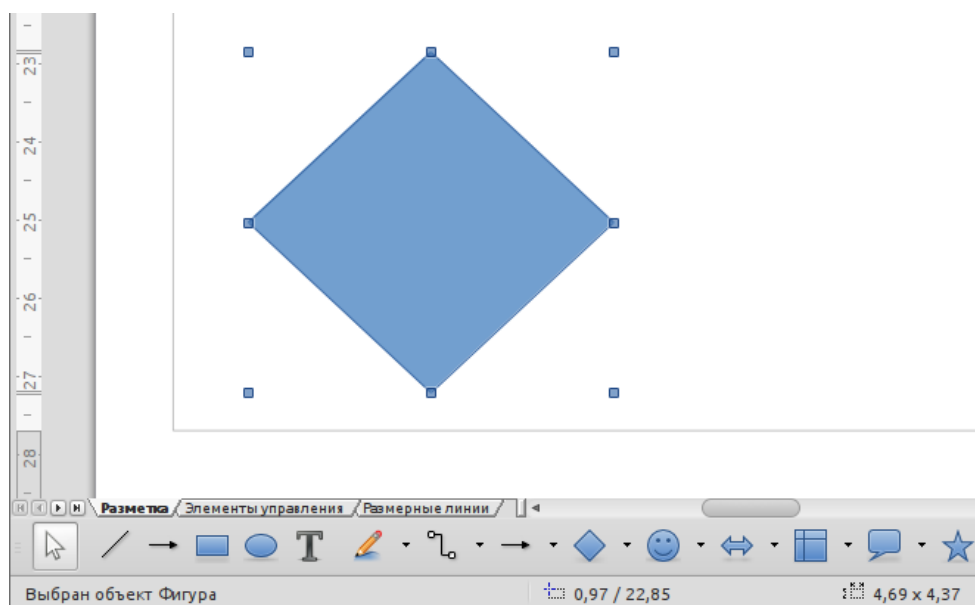 23
24
25
26
27
28
Разметка Элементы управления Размерные линии
T
Выбран объект Фигура 0,97 / 22,85 4,69 x 4,37